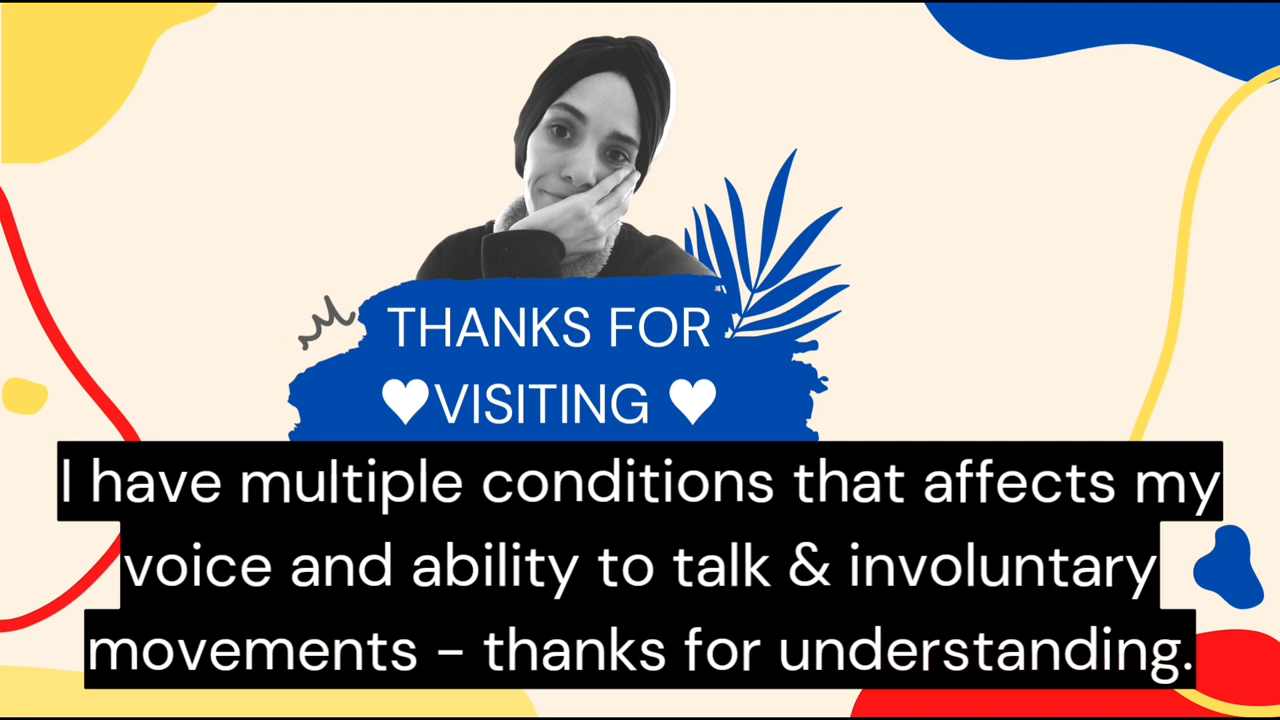 THANKS FOR
♥VISITING ♥
I have multiple conditions that affects my
voice and ability to talk & involuntary
movements - thanks for understanding.